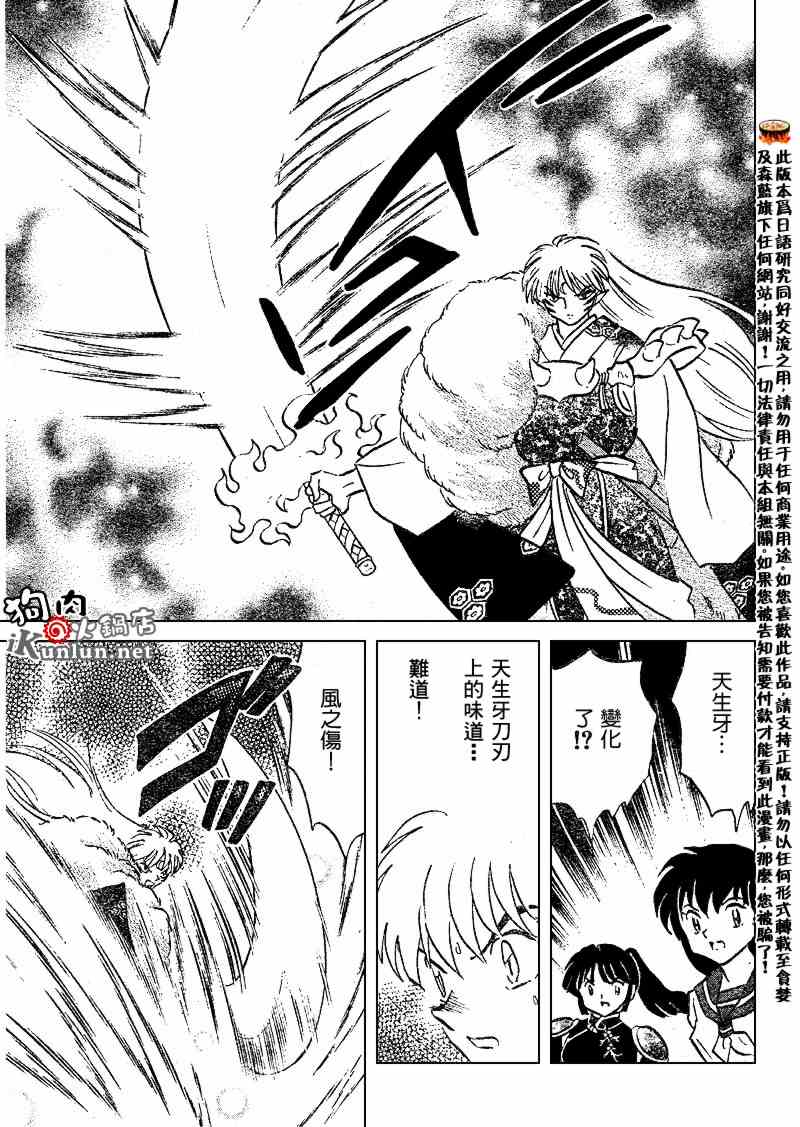 天生牙…
變化
了!?
天生牙刀刃
上的味道…
難道！
風之傷！
狗肉
火鍋店
iKunlun.net
此版本爲日語研究同好交流之用，請勿用于任何商業用途。如您喜歡此作品，請支持正版！請勿以任何形式轉載至貪婪
及森藍旗下任何網站，謝謝！一切法律責任與本組無關。如果您被告知需要付款才能看到此漫畫，那麼，您被騙了！